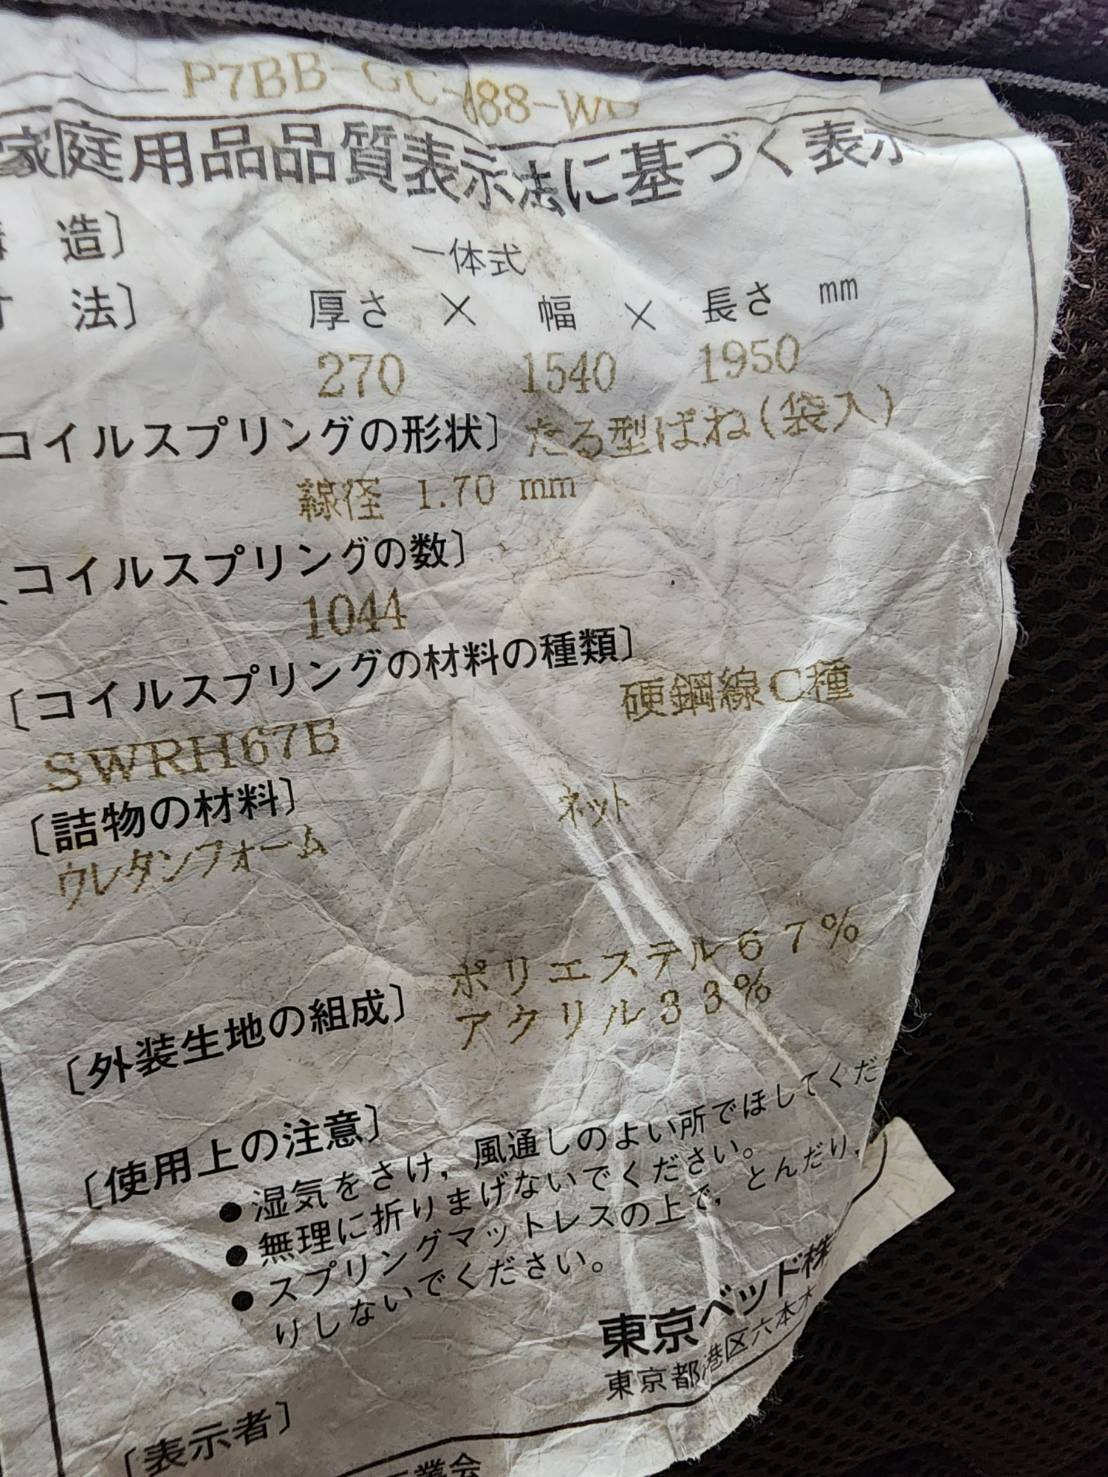 P7BB-GC-188-W
家庭用品品質表示法に基づく表示
造〕 一体式
寸 法〕 厚さ × 幅 × 長さ mm
270 1540 1950
コイルスプリングの形状〕 たる型ばね(袋入)
線径 1.70 mm
〔コイルスプリングの数〕
1044
〔コイルスプリングの材料の種類〕
SWRH67B 硬鋼線C種
〔詰物の材料〕
ウレタンフォーム ネット
〔外装生地の組成〕 ポリエステル67%
アクリル33%
〔使用上の注意〕
●湿気をさけ，風通しのよい所でほしてくだ
●無理に折りまげないでください。
●スプリングマットレスの上で，とんだり，
りしないでください。
〔表示者〕
東京ベッド株
東京都港区六本木
業会